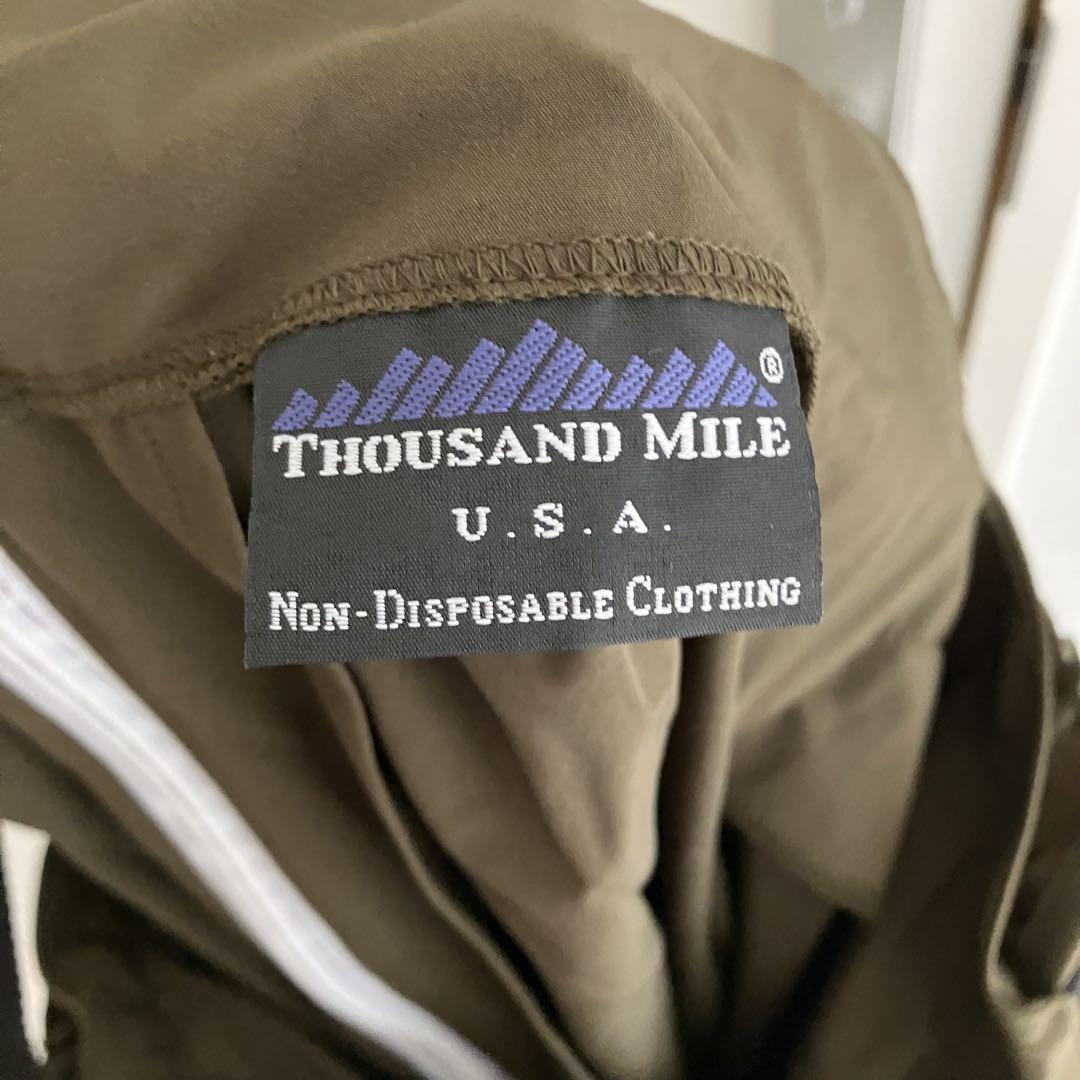 ®
THOUSAND MILE
U.S.A.
NON-DISPOSABLE CLOTHING